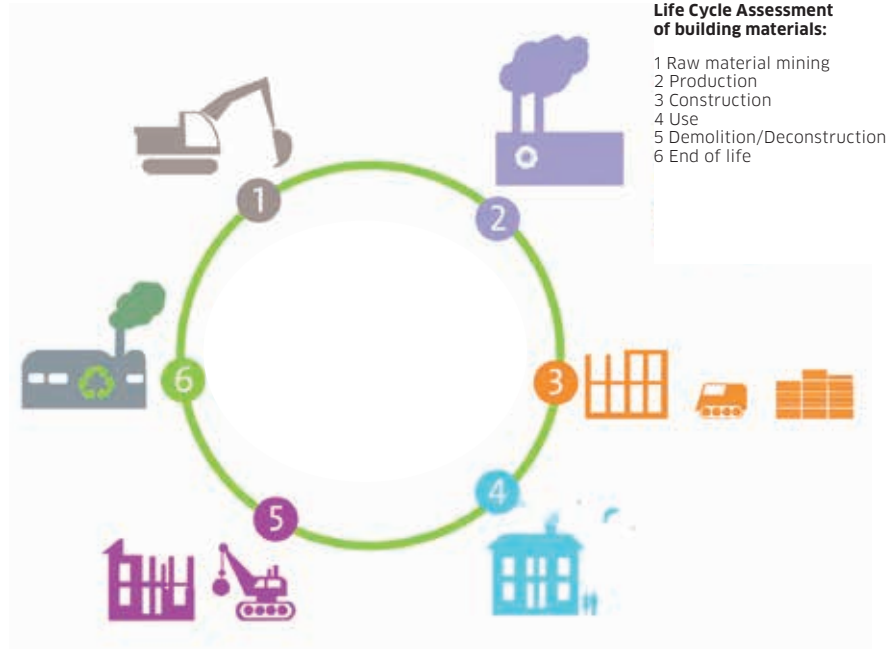 Life Cycle Assessment
of building materials:
1 Raw material mining
2 Production
3 Construction
4 Use
5 Demolition/Deconstruction
6 End of life
1
2
3
4
5
6